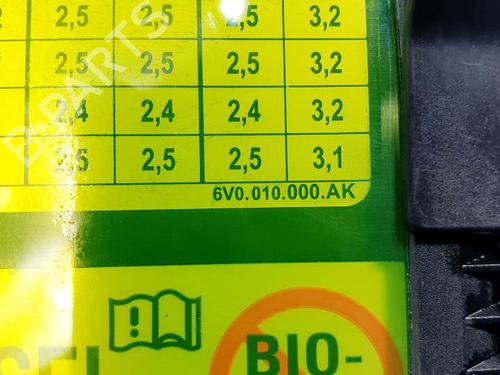 2,5 2,5 2,5 3,2
2,5 2,5 2,5 3,2
2,4 2,4 2,4 3,2
2,5 2,5 3,1
6V0.010.000.AK
BIO-
B-PARTS